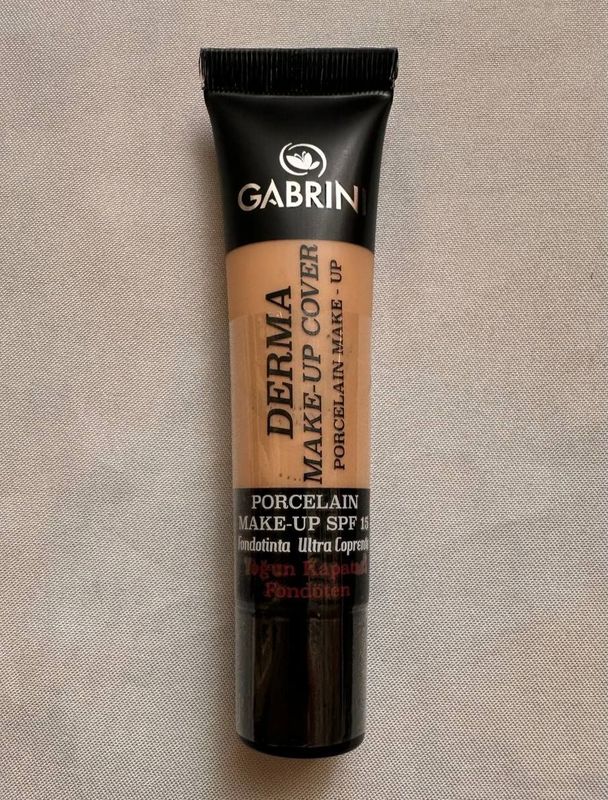 GABRINI
DERMA
MAKE-UP COVER
PORCELAIN MAKE - UP
PORCELAIN
MAKE-UP SPF 15
Fondotinta Ultra Coprente
Yoğun Kapatıcı
Fondöten